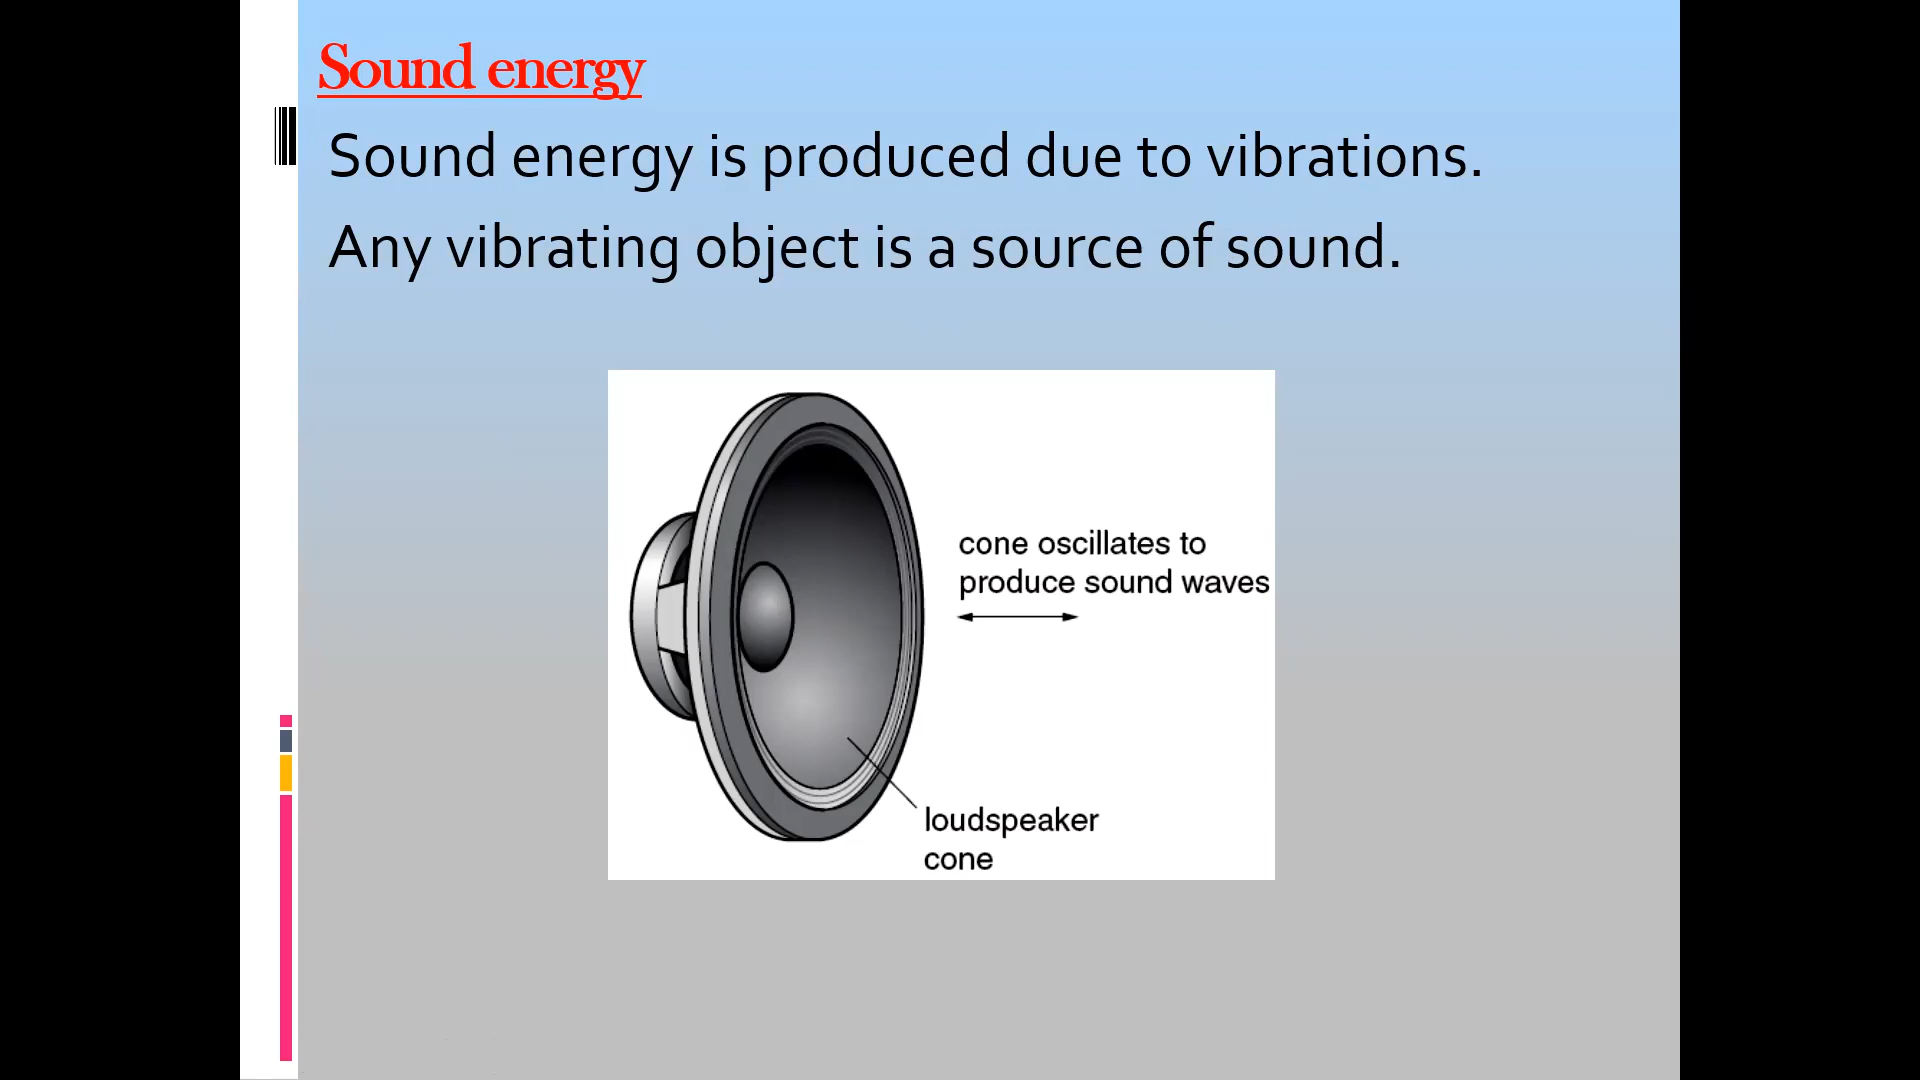 Sound energy
Sound energy is produced due to vibrations.
Any vibrating object is a source of sound.
cone oscillates to
produce sound waves
loudspeaker
cone